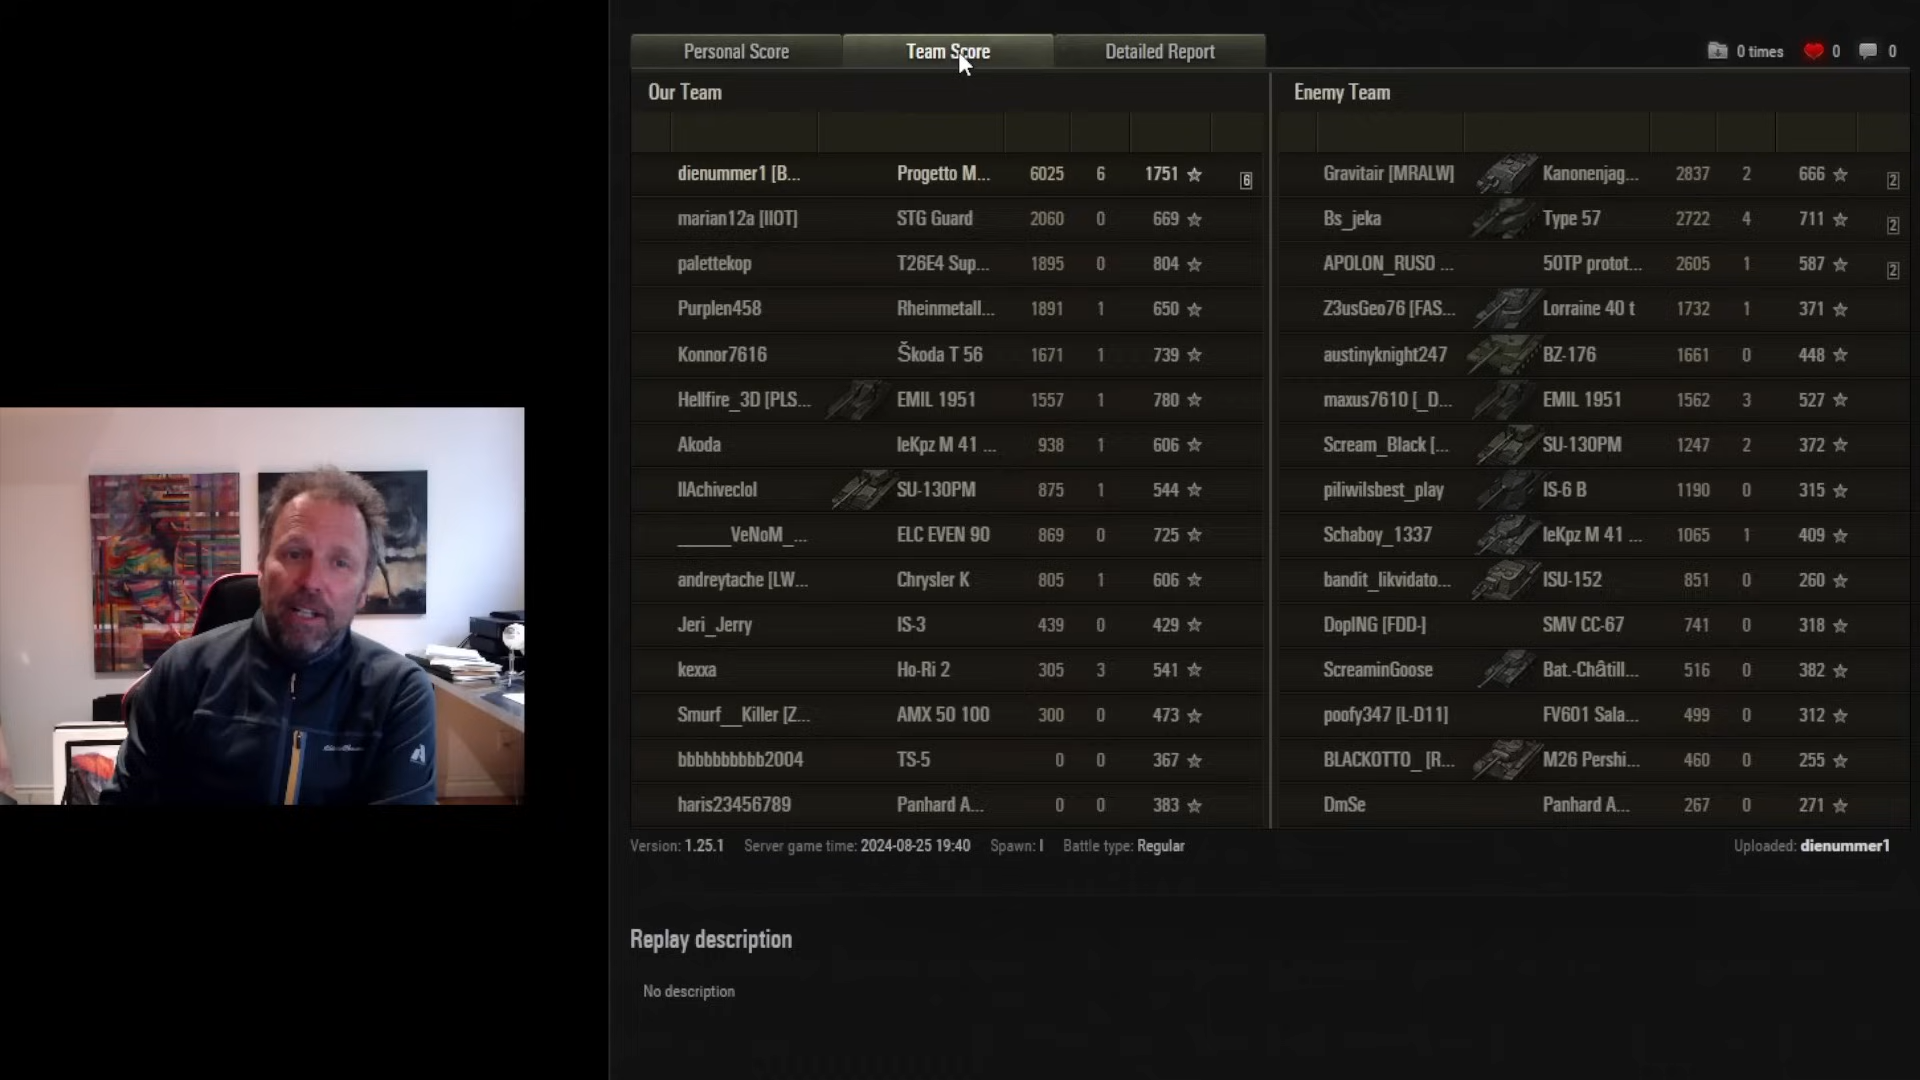 Personal Score
Team Score
Detailed Report
0 times
0
0
Our Team
dienummer1 [B... Progetto M... 6025 6 1751 6
marian12a [IIOT] STG Guard 2060 0 669
palettekop T26E4 Sup... 1895 0 804
Purplen458 Rheinmetall... 1891 1 650
Konnor7616 Škoda T 56 1671 1 739
Hellfire_3D [PLS... EMIL 1951 1557 1 780
Akoda leKpz M 41 ... 938 1 606
IlAchiveclol SU-130PM 875 1 544
_____VeNoM_... ELC EVEN 90 869 0 725
andreytache [LW... Chrysler K 805 1 606
Jeri_Jerry IS-3 439 0 429
kexxa Ho-Ri 2 305 3 541
Smurf__Killer [Z... AMX 50 100 300 0 473
bbbbbbbbbb2004 TS-5 0 0 367
haris23456789 Panhard A... 0 0 383
Enemy Team
Gravitair [MRALW] Kanonenjag... 2837 2 666 2
Bs_jeka Type 57 2722 4 711 2
APOLON_RUSO ... 50TP protot... 2605 1 587 2
Z3usGeo76 [FAS... Lorraine 40 t 1732 1 371
austinyknight247 BZ-176 1661 0 448
maxus7610 [_D... EMIL 1951 1562 3 527
Scream_Black [... SU-130PM 1247 2 372
piliwilsbest_play IS-6 B 1190 0 315
Schaboy_1337 leKpz M 41 ... 1065 1 409
bandit_likvidato... ISU-152 851 0 260
DopING [FDD-] SMV CC-67 741 0 318
ScreaminGoose Bat.-Châtill... 516 0 382
poofy347 [L-D11] FV601 Sala... 499 0 312
BLACKOTTO_ [R... M26 Pershi... 460 0 255
DmSe Panhard A... 267 0 271
Version: 1.25.1 Server game time: 2024-08-25 19:40 Spawn: I Battle type: Regular
Uploaded: dienummer1
Replay description
No description